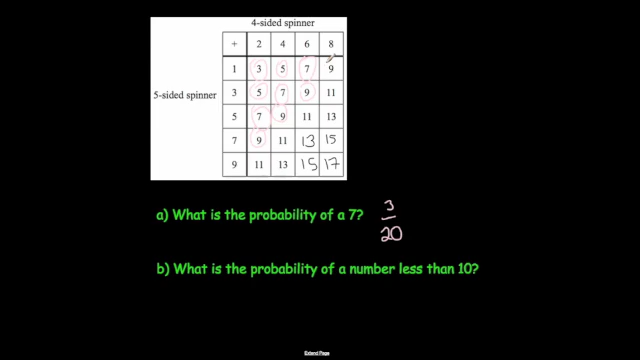 4-sided spinner
+ 2 4 6 8
1 3 5 7 9
5-sided spinner
3 5 7 9 11
5 7 9 11 13
7 9 11 13 15
9 11 13 15 17
a) What is the probability of a 7? 3/20
b) What is the probability of a number less than 10?
Extend Page